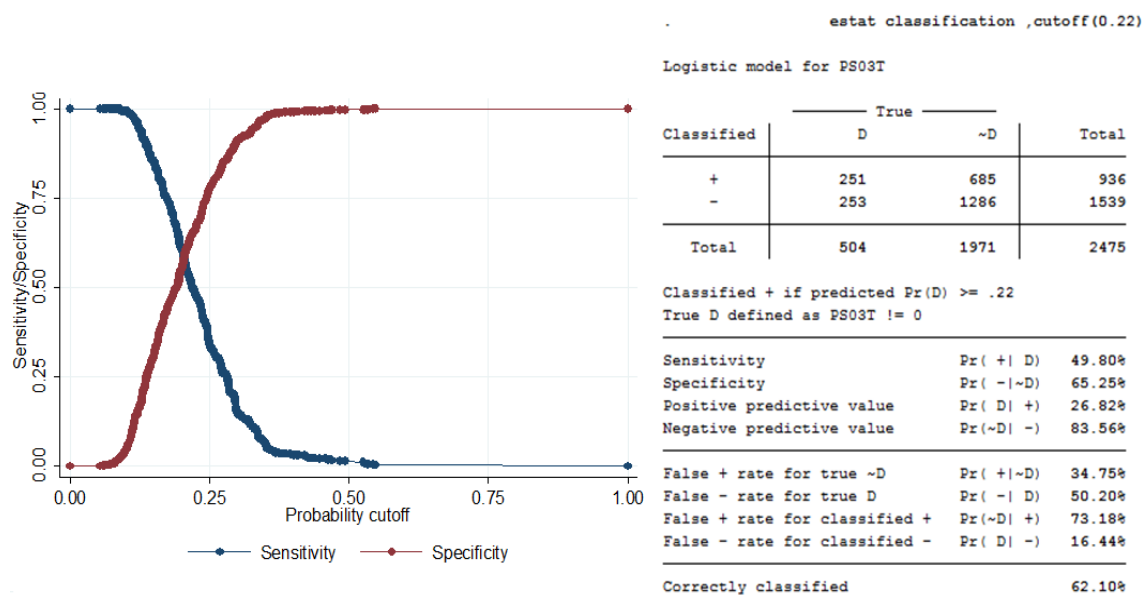 1.00
0.75
0.50
0.25
0.00
Sensitivity/Specificity
0.00 0.25 0.50 0.75 1.00
Probability cutoff
Sensitivity Specificity
. estat classification ,cutoff(0.22)
Logistic model for PS03T
True
Classified D ~D Total
+ 251 685 936
- 253 1286 1539
Total 504 1971 2475
Classified + if predicted Pr(D) >= .22
True D defined as PS03T != 0
Sensitivity Pr( +| D) 49.80%
Specificity Pr( -|~D) 65.25%
Positive predictive value Pr( D| +) 26.82%
Negative predictive value Pr(~D| -) 83.56%
False + rate for true ~D Pr( +|~D) 34.75%
False - rate for true D Pr( -| D) 50.20%
False + rate for classified + Pr(~D| +) 73.18%
False - rate for classified - Pr( D| -) 16.44%
Correctly classified 62.10%